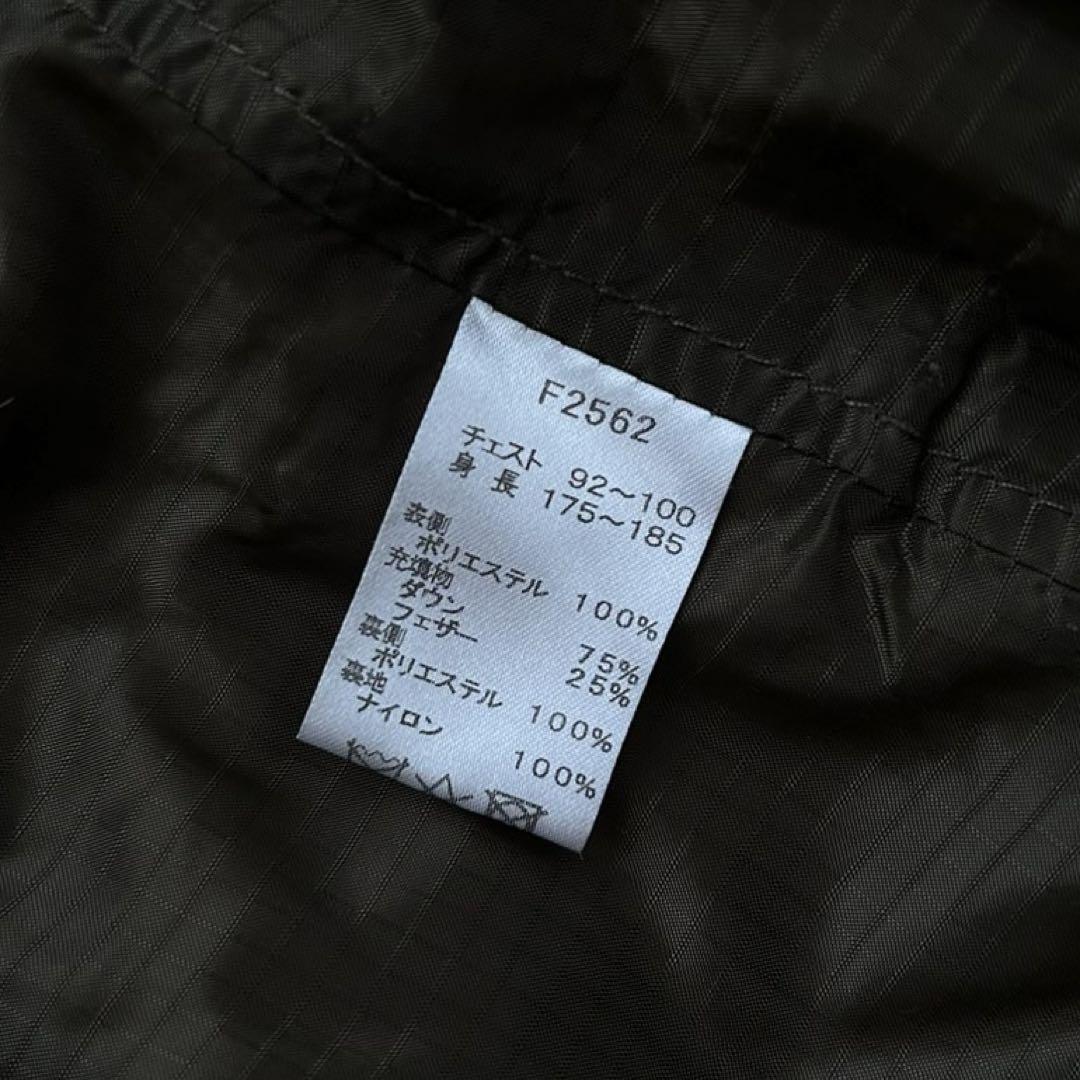 F2562
チェスト 92〜100
身長 175〜185
表側
ポリエステル 100%
充填物
ダウン 75%
フェザー 25%
裏側
ポリエステル 100%
裏地
ナイロン 100%